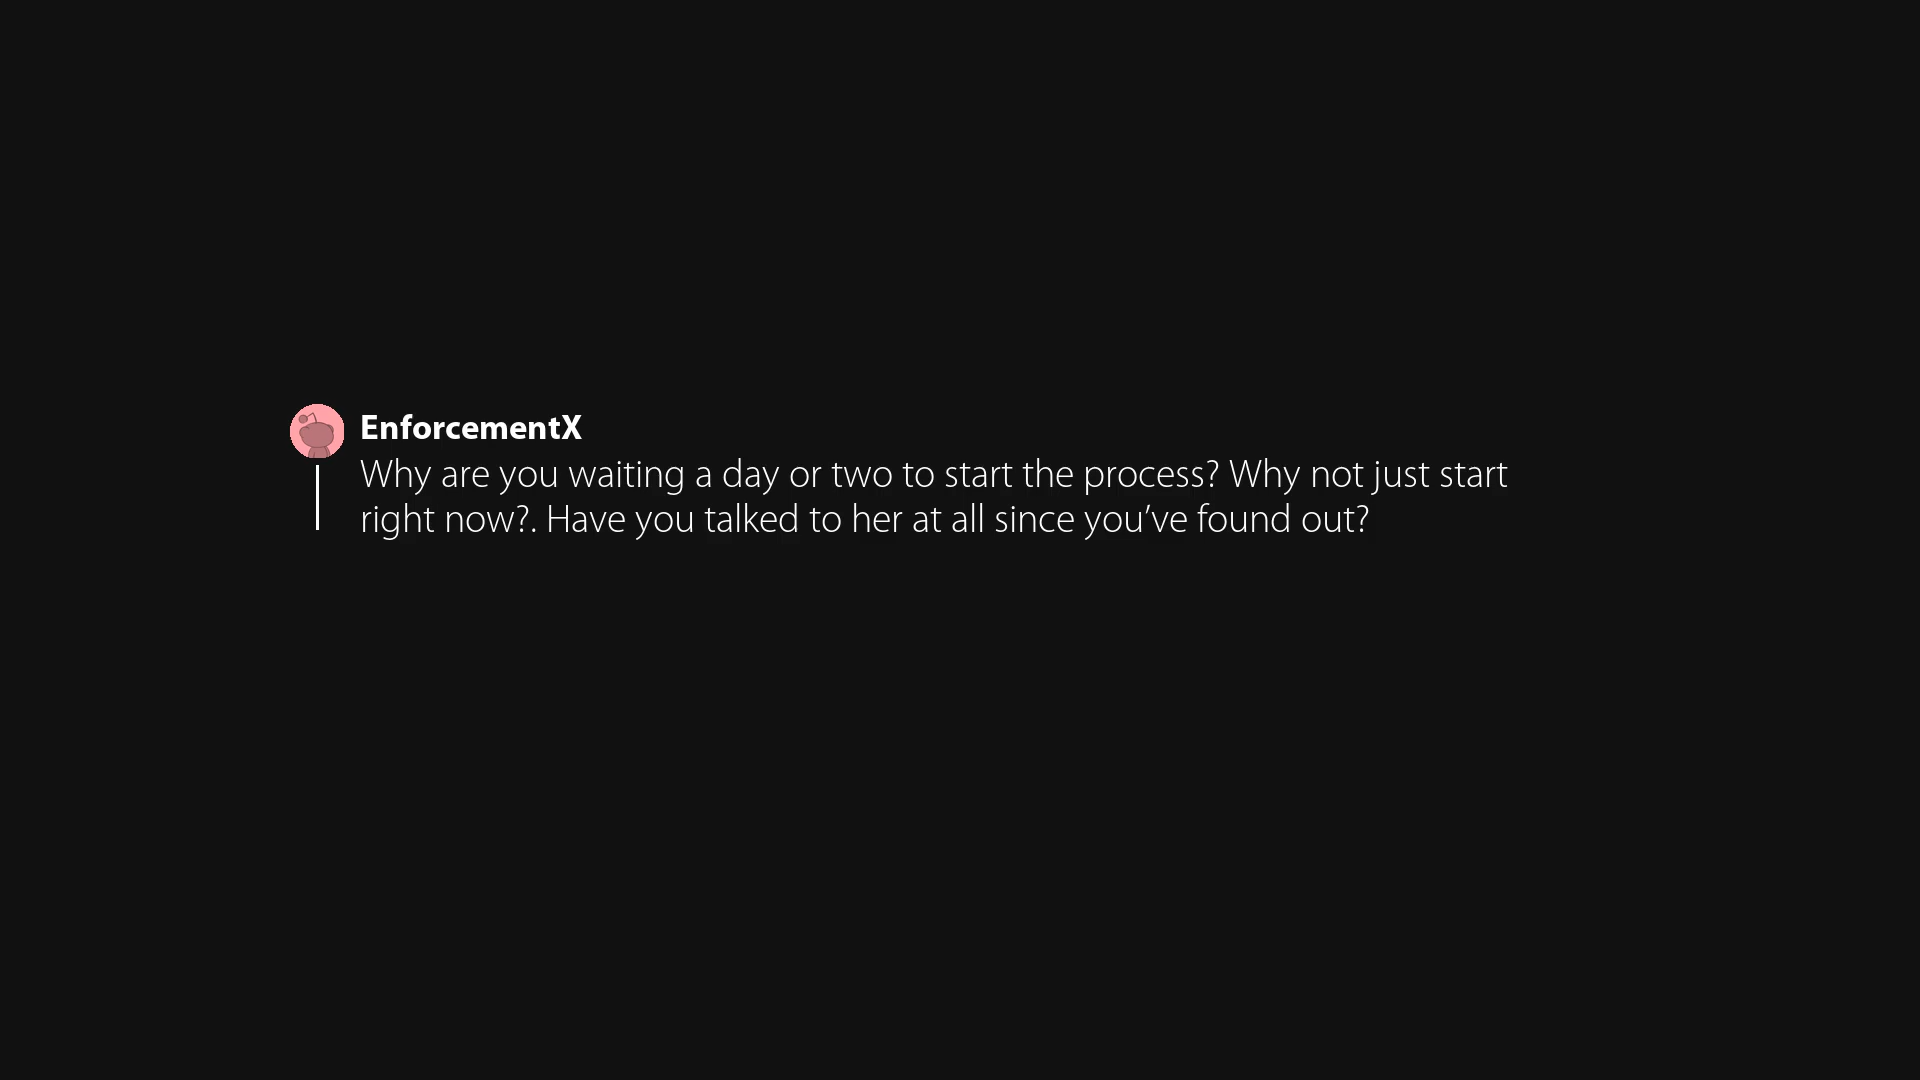 EnforcementX
Why are you waiting a day or two to start the process? Why not just start
right now?. Have you talked to her at all since you’ve found out?